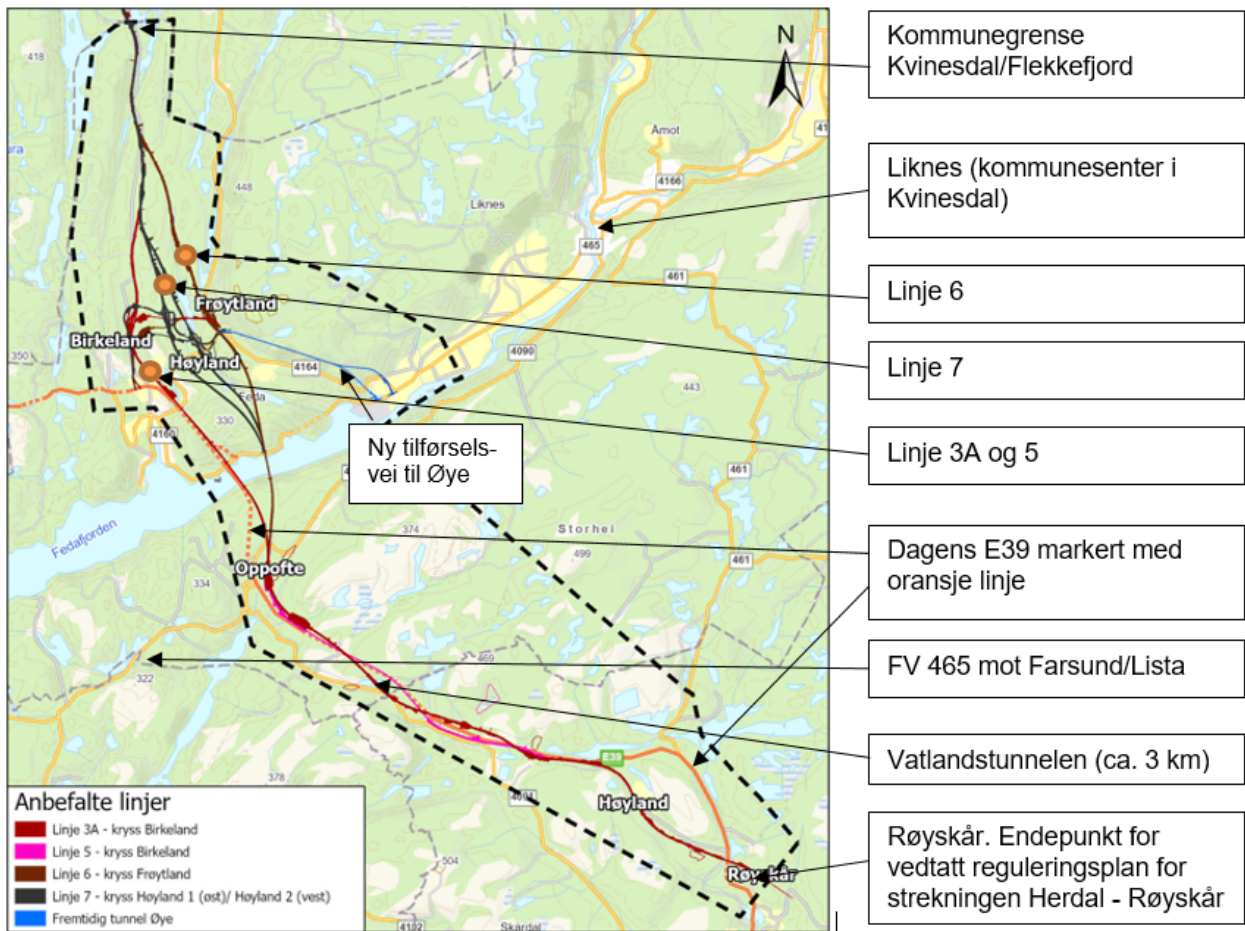 Kommunegrense
Kvinesdal/Flekkefjord
N
418
Åmot
Liknes (kommunesenter i
Kvinesdal)
4166
448
Liknes
465
461
Linje 6
Frøytland
Birkeland
350
Høyland
4164
4090
Linje 7
443
Feda
330
4160
Ny tilførsels-
vei til Øye
Linje 3A og 5
461
Fedafjorden
374
Storhei
499
461
Dagens E39 markert med
oransje linje
Oppofte
334
469
322
FV 465 mot Farsund/Lista
E39
378
Høyland
Vatlandstunnelen (ca. 3 km)
504
Røyskår
4102
Skårdal
Røyskår. Endepunkt for
vedtatt reguleringsplan for
strekningen Herdal - Røyskår
Anbefalte linjer
Linje 3A - kryss Birkeland
Linje 5 - kryss Birkeland
Linje 6 - kryss Frøytland
Linje 7 - kryss Høyland 1 (øst)/ Høyland 2 (vest)
Fremtidig tunnel Øye